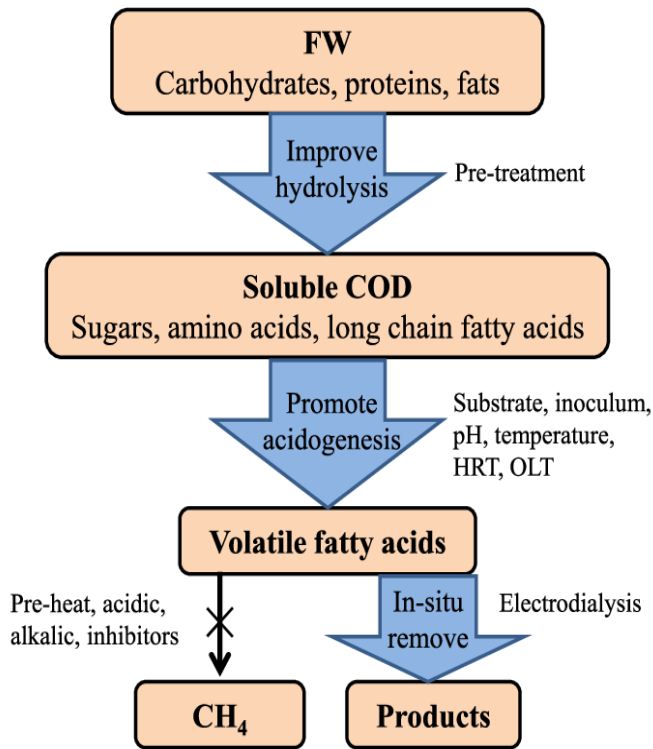 FW
Carbohydrates, proteins, fats
Improve
hydrolysis
Pre-treatment
Soluble COD
Sugars, amino acids, long chain fatty acids
Promote
acidogenesis
Substrate, inoculum,
pH, temperature,
HRT, OLT
Volatile fatty acids
Pre-heat, acidic,
alkalic, inhibitors
In-situ
remove
Electrodialysis
CH₄
Products